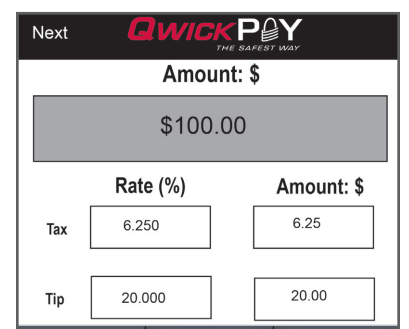 Next QWICKPAY
THE SAFEST WAY
Amount: $
$100.00
Rate (%) Amount: $
Tax 6.250 6.25
Tip 20.000 20.00